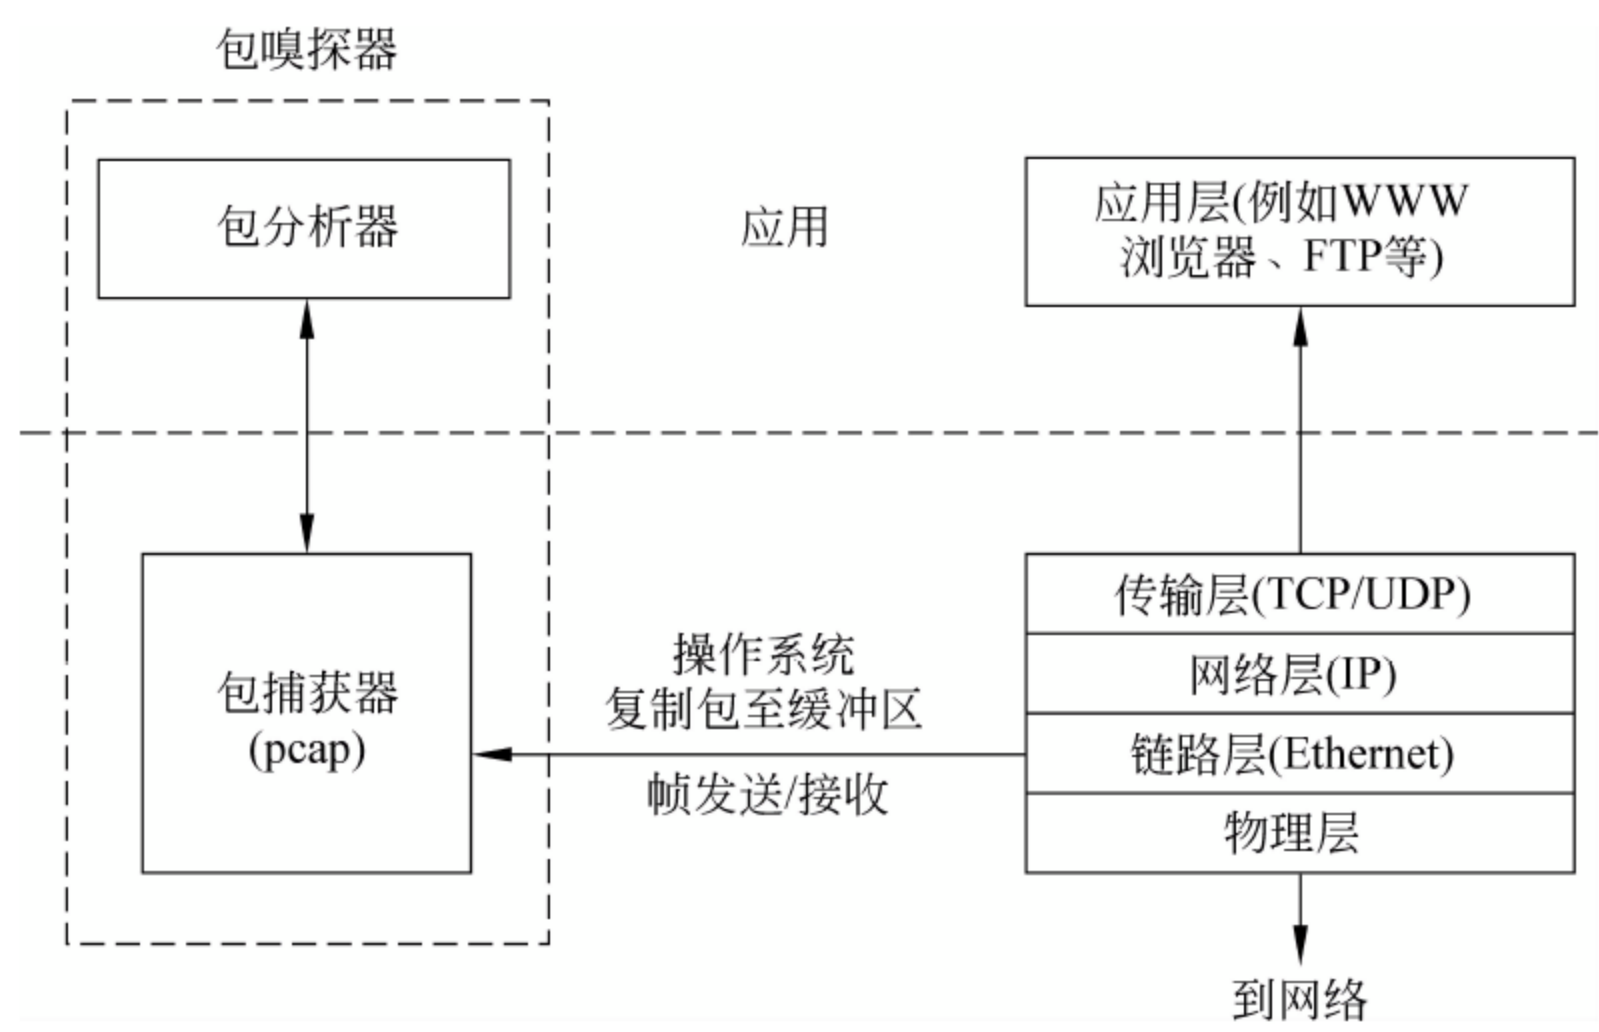 包嗅探器
包分析器
应用
应用层(例如WWW
浏览器、FTP等)
包捕获器
(pcap)
操作系统
复制包至缓冲区
帧发送/接收
传输层(TCP/UDP)
网络层(IP)
链路层(Ethernet)
物理层
到网络